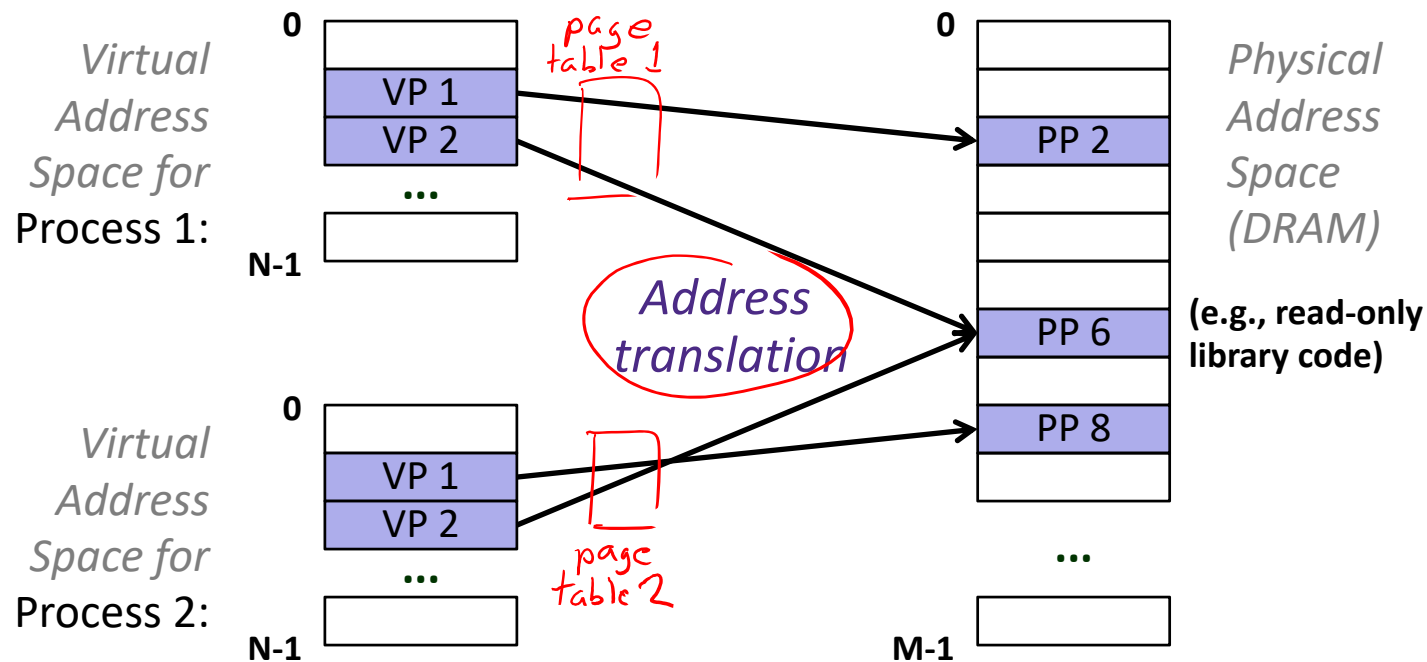 0
Virtual
Address
Space for
Process 1:
VP 1
VP 2
...
N-1
page
table 1
0
Physical
Address
Space
(DRAM)
PP 2
PP 6
(e.g., read-only
library code)
PP 8
...
M-1
Address
translation
0
Virtual
Address
Space for
Process 2:
VP 1
VP 2
...
N-1
page
table 2